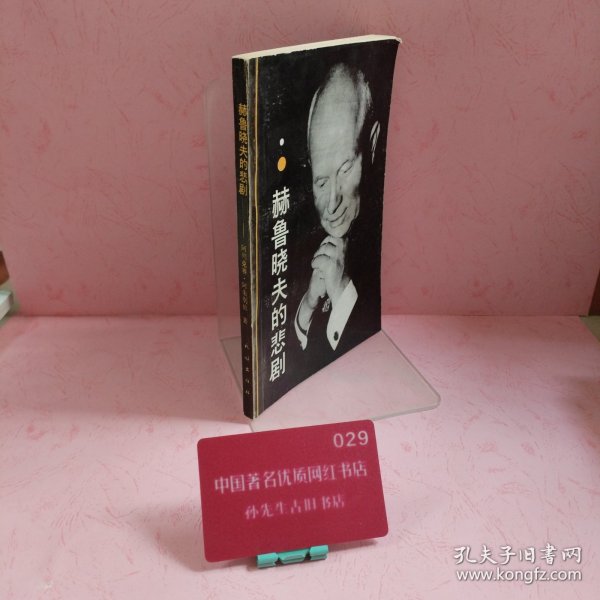 赫鲁晓夫的悲剧
赫鲁晓夫的悲剧
029
中国著名优质网红书店
孙先生古旧书店
孔夫子旧书网
www.kongfz.com